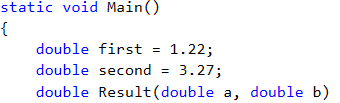 static void Main()
{
    double first = 1.22;
    double second = 3.27;
    double Result(double a, double b)